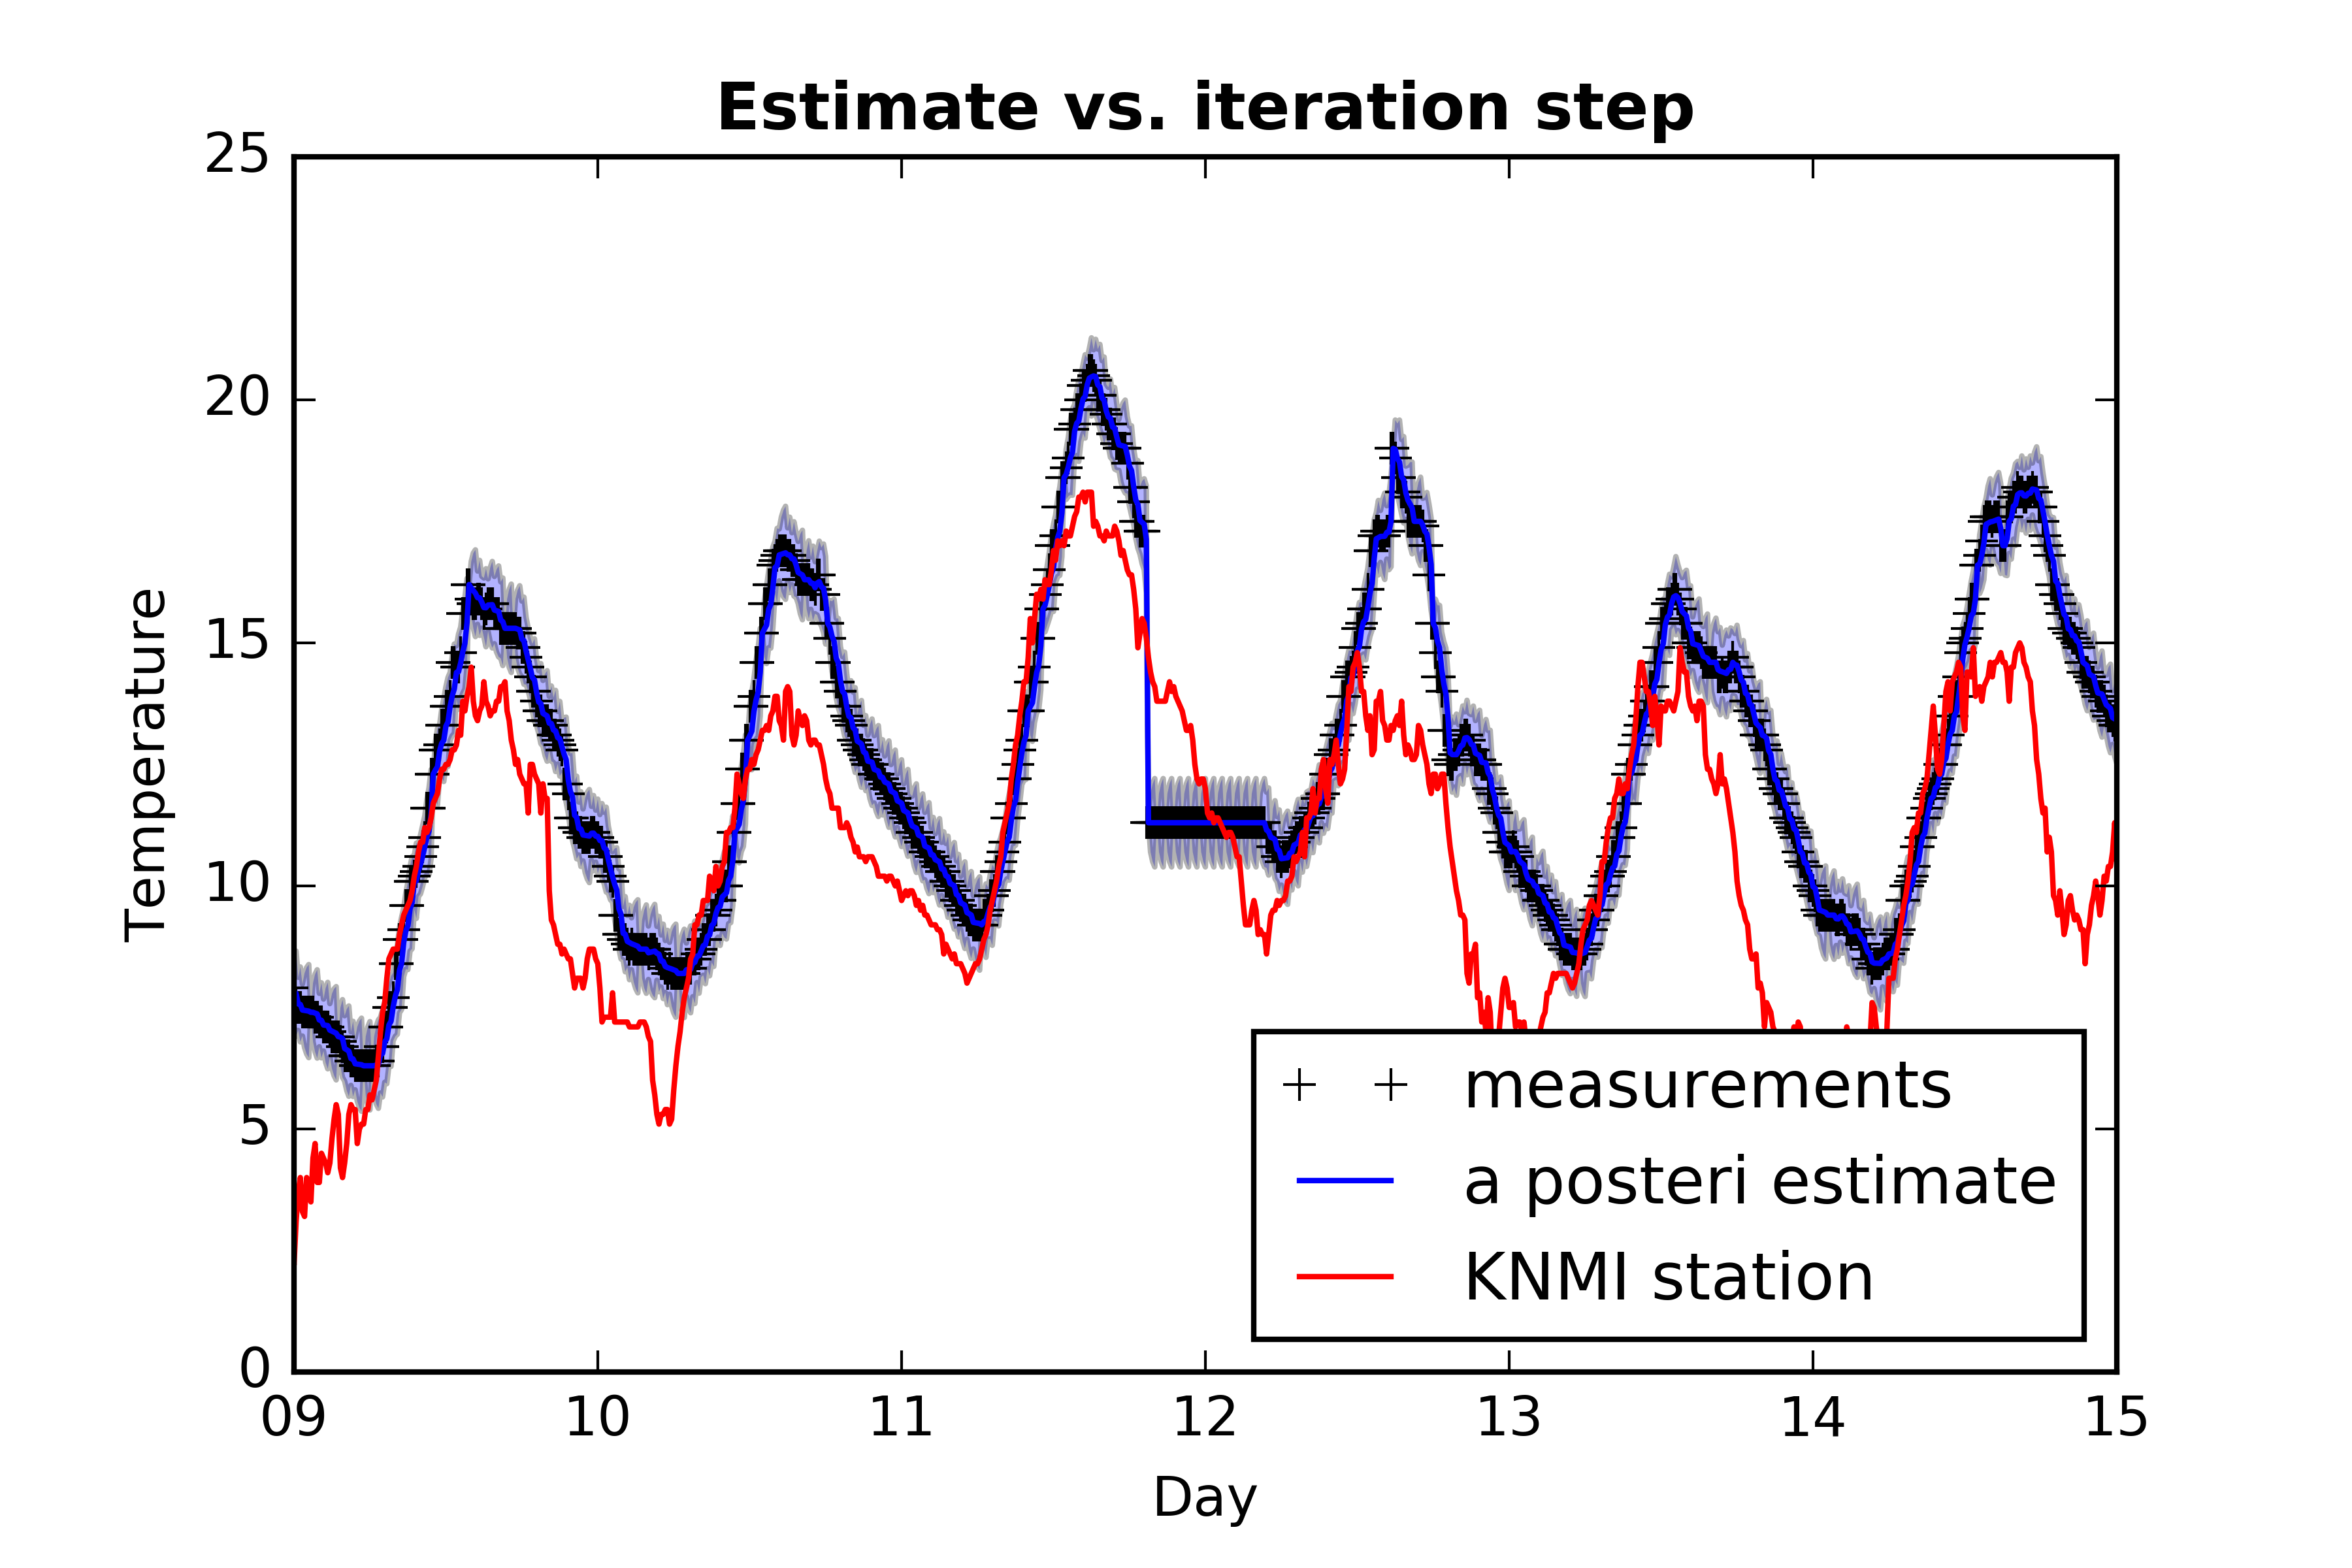 Estimate vs. iteration step
25
20
15
10
5
0
Temperature
measurements
a posteri estimate
KNMI station
09 10 11 12 13 14 15
Day